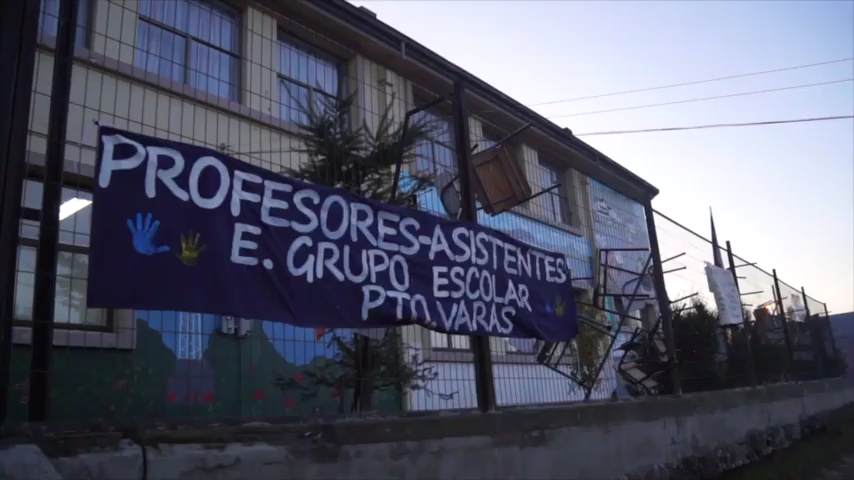 PROFESORES-ASISTENTES
E. GRUPO ESCOLAR
PTO VARAS